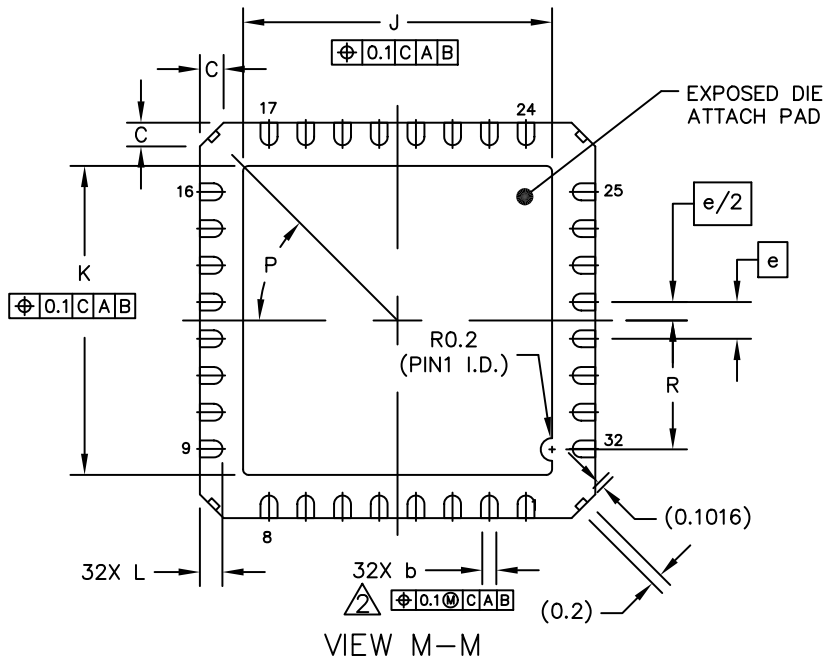 J
⌖ 0.1 C A B
C
17
24
EXPOSED DIE
ATTACH PAD
C
16
25
e/2
K
P
e
⌖ 0.1 C A B
R0.2
(PIN1 I.D.)
R
9
32
1
(0.1016)
8
32X L
32X b
2
⌖ 0.1Ⓜ C A B
(0.2)
VIEW M-M